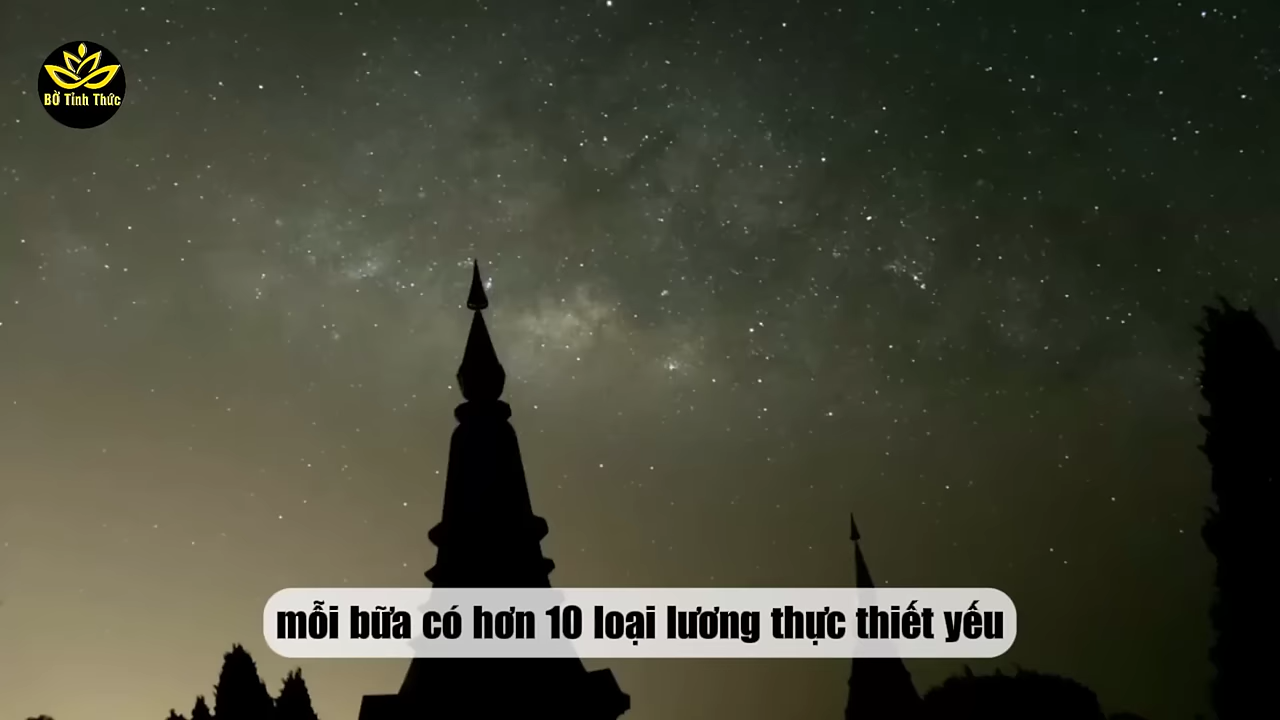 BỜ Tỉnh Thức
mỗi bữa có hơn 10 loại lương thực thiết yếu